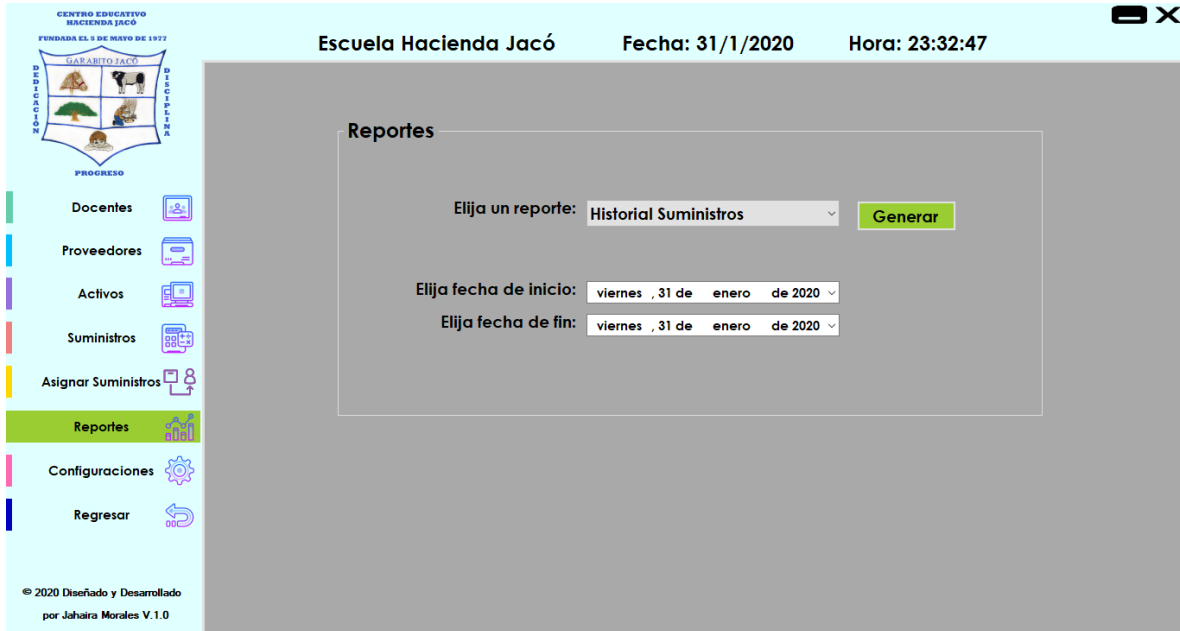 CENTRO EDUCATIVO
HACIENDA JACÓ
FUNDADA EL 5 DE MAYO DE 1977
GARABITO JACÓ
DEDICACIÓN
DISCIPLINA
PROGRESO
Escuela Hacienda Jacó Fecha: 31/1/2020 Hora: 23:32:47
Docentes
Proveedores
Activos
Suministros
Asignar Suministros
Reportes
Configuraciones
Regresar
© 2020 Diseñado y Desarrollado
por Jahaira Morales V.1.0
Reportes
Elija un reporte: Historial Suministros Generar
Elija fecha de inicio: viernes , 31 de enero de 2020
Elija fecha de fin: viernes , 31 de enero de 2020